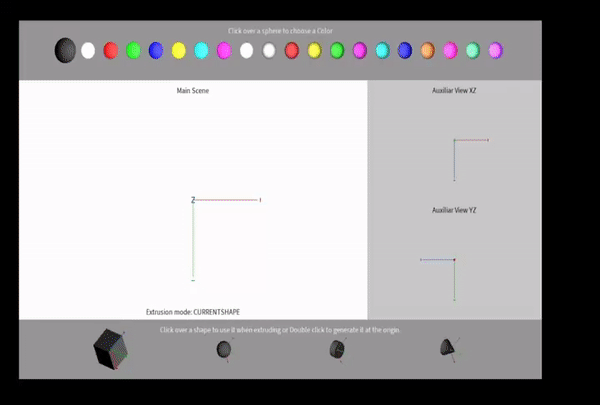 Click over a sphere to choose a Color
Main Scene
Auxiliar View XZ
Z
Auxiliar View YZ
Extrusion mode: CURRENTSHAPE
Click over a shape to use it when extruding or Double click to generate it at the origin.